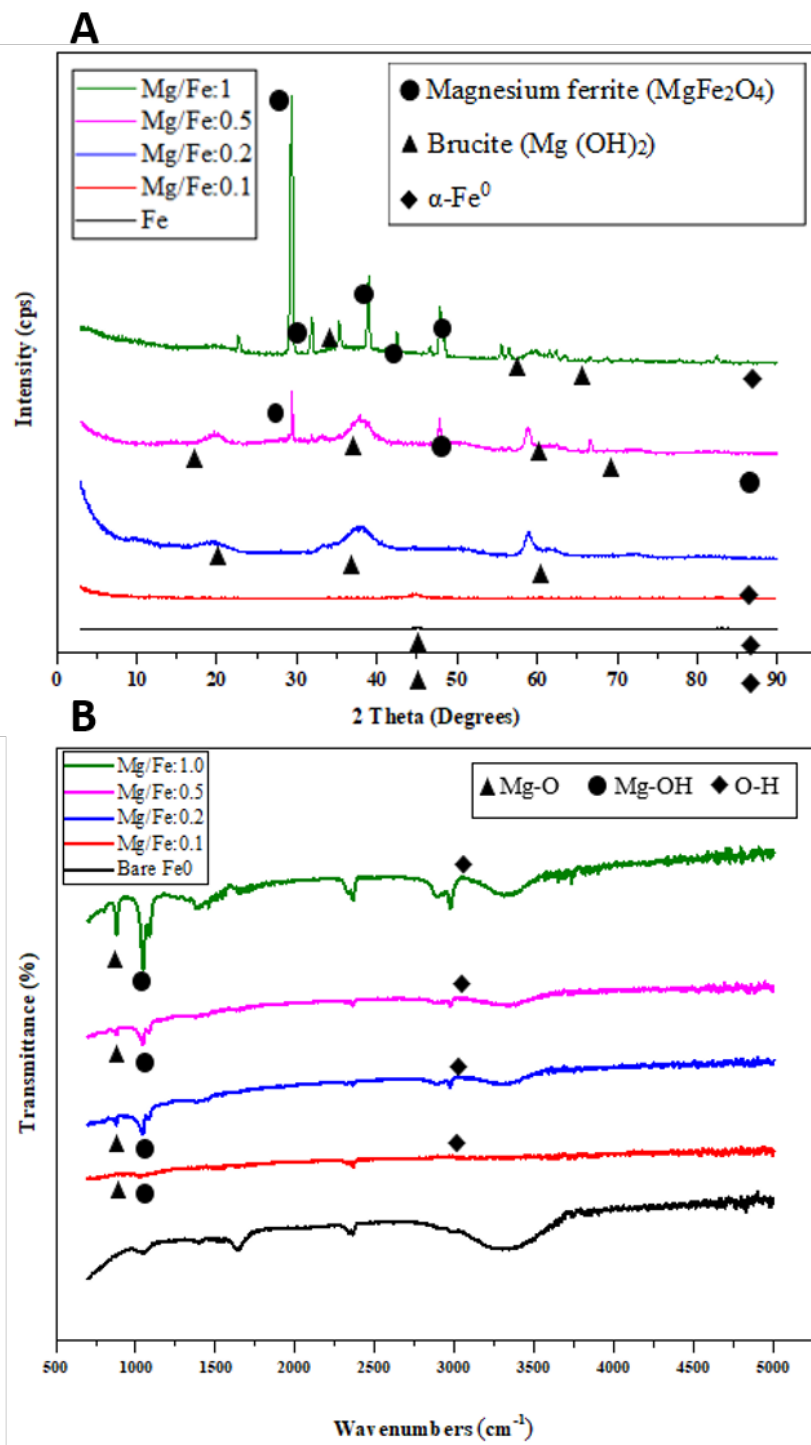 A
Mg/Fe:1
Mg/Fe:0.5
Mg/Fe:0.2
Mg/Fe:0.1
Fe
Magnesium ferrite (MgFe₂O₄)
Brucite (Mg (OH)₂)
α-Fe⁰
Intensity (cps)
0 10 20 30 40 50 60 70 80 90
2 Theta (Degrees)
B
Mg/Fe:1.0
Mg/Fe:0.5
Mg/Fe:0.2
Mg/Fe:0.1
Bare Fe0
Mg-O Mg-OH O-H
Transmittance (%)
500 1000 1500 2000 2500 3000 3500 4000 4500 5000
Wavenumbers (cm⁻¹)